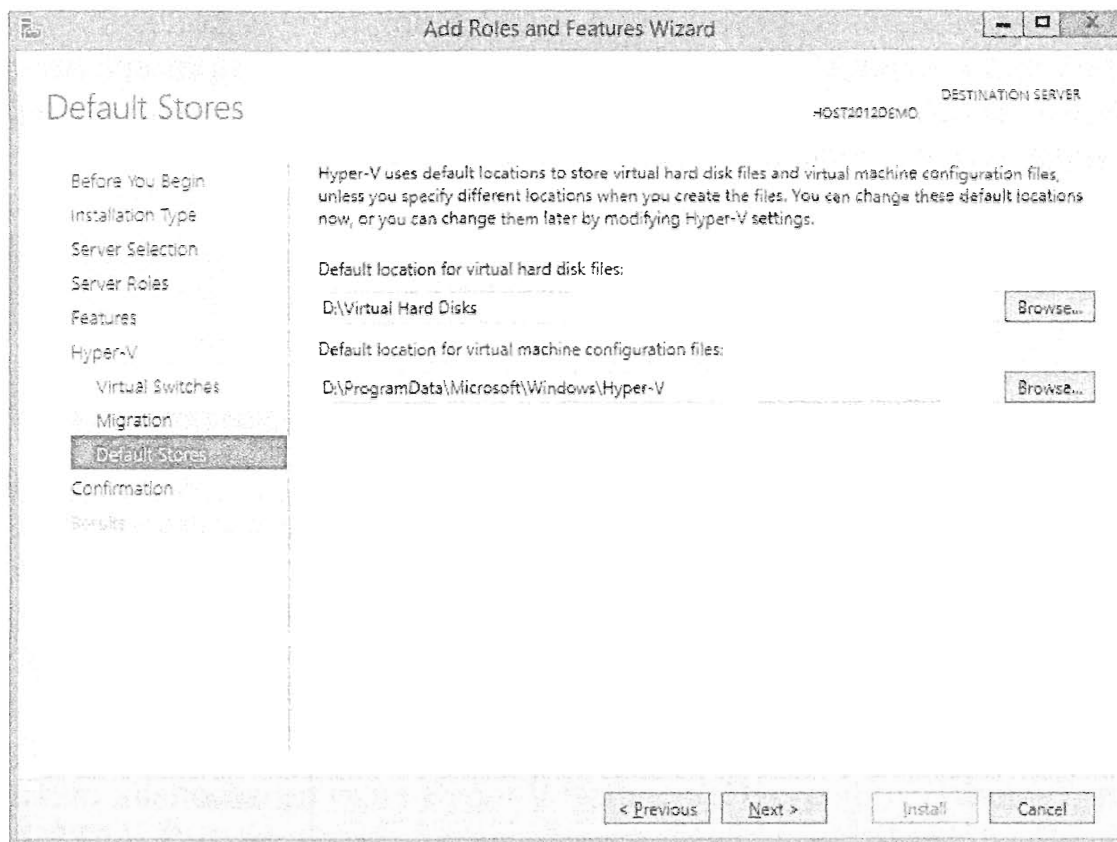 Add Roles and Features Wizard
Default Stores
DESTINATION SERVER
HOST2012DEMO
Before You Begin
Installation Type
Server Selection
Server Roles
Features
Hyper-V
Virtual Switches
Migration
Default Stores
Confirmation
Results
Hyper-V uses default locations to store virtual hard disk files and virtual machine configuration files,
unless you specify different locations when you create the files. You can change these default locations
now, or you can change them later by modifying Hyper-V settings.
Default location for virtual hard disk files:
D:\Virtual Hard Disks
Browse...
Default location for virtual machine configuration files:
D:\ProgramData\Microsoft\Windows\Hyper-V
Browse...
< Previous
Next >
Install
Cancel